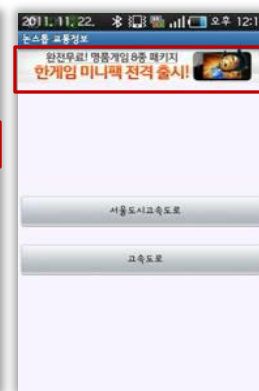 2011. 11. 22. 오후 12:1
논스톱 교통정보
완전무료! 명품게임 8종 패키지
한게임 미니팩 전격 출시!
서울도시고속도로
고속도로